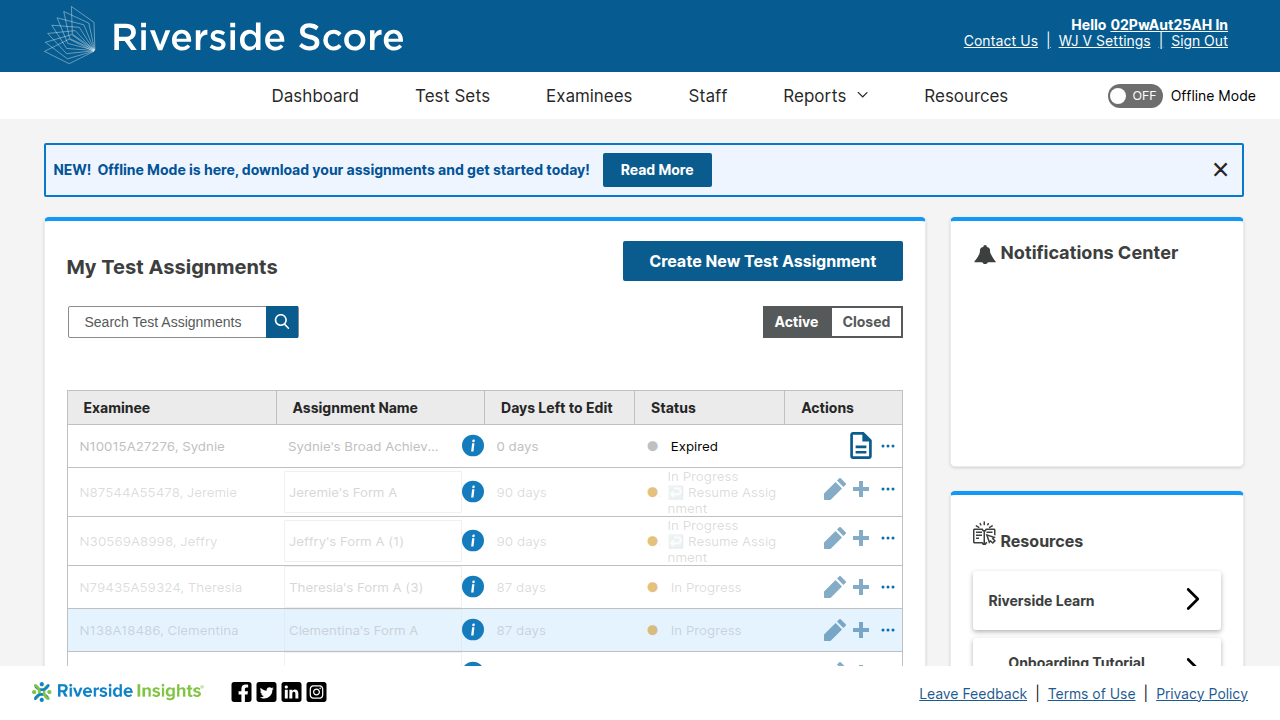 Riverside Score
Hello 02PwAut25AH In
Contact Us | WJ V Settings | Sign Out
Dashboard Test Sets Examinees Staff Reports Resources OFF Offline Mode
NEW! Offline Mode is here, download your assignments and get started today! Read More
My Test Assignments Create New Test Assignment
Search Test Assignments Active Closed
Examinee Assignment Name Days Left to Edit Status Actions
N10015A27276, Sydnie Sydnie's Broad Achiev... i 0 days Expired
N87544A55478, Jeremie Jeremie's Form A i 90 days In Progress
Resume Assig
nment
N30569A8998, Jeffry Jeffry's Form A (1) i 90 days In Progress
Resume Assig
nment
N79435A59324, Theresia Theresia's Form A (3) i 87 days In Progress
N138A18486, Clementina Clementina's Form A i 87 days In Progress
Notifications Center
Resources
Riverside Learn
Onboarding Tutorial
Riverside Insights
Leave Feedback | Terms of Use | Privacy Policy